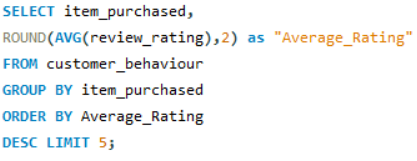 SELECT item_purchased,
ROUND(AVG(review_rating),2) as "Average_Rating"
FROM customer_behaviour
GROUP BY item_purchased
ORDER BY Average_Rating
DESC LIMIT 5;